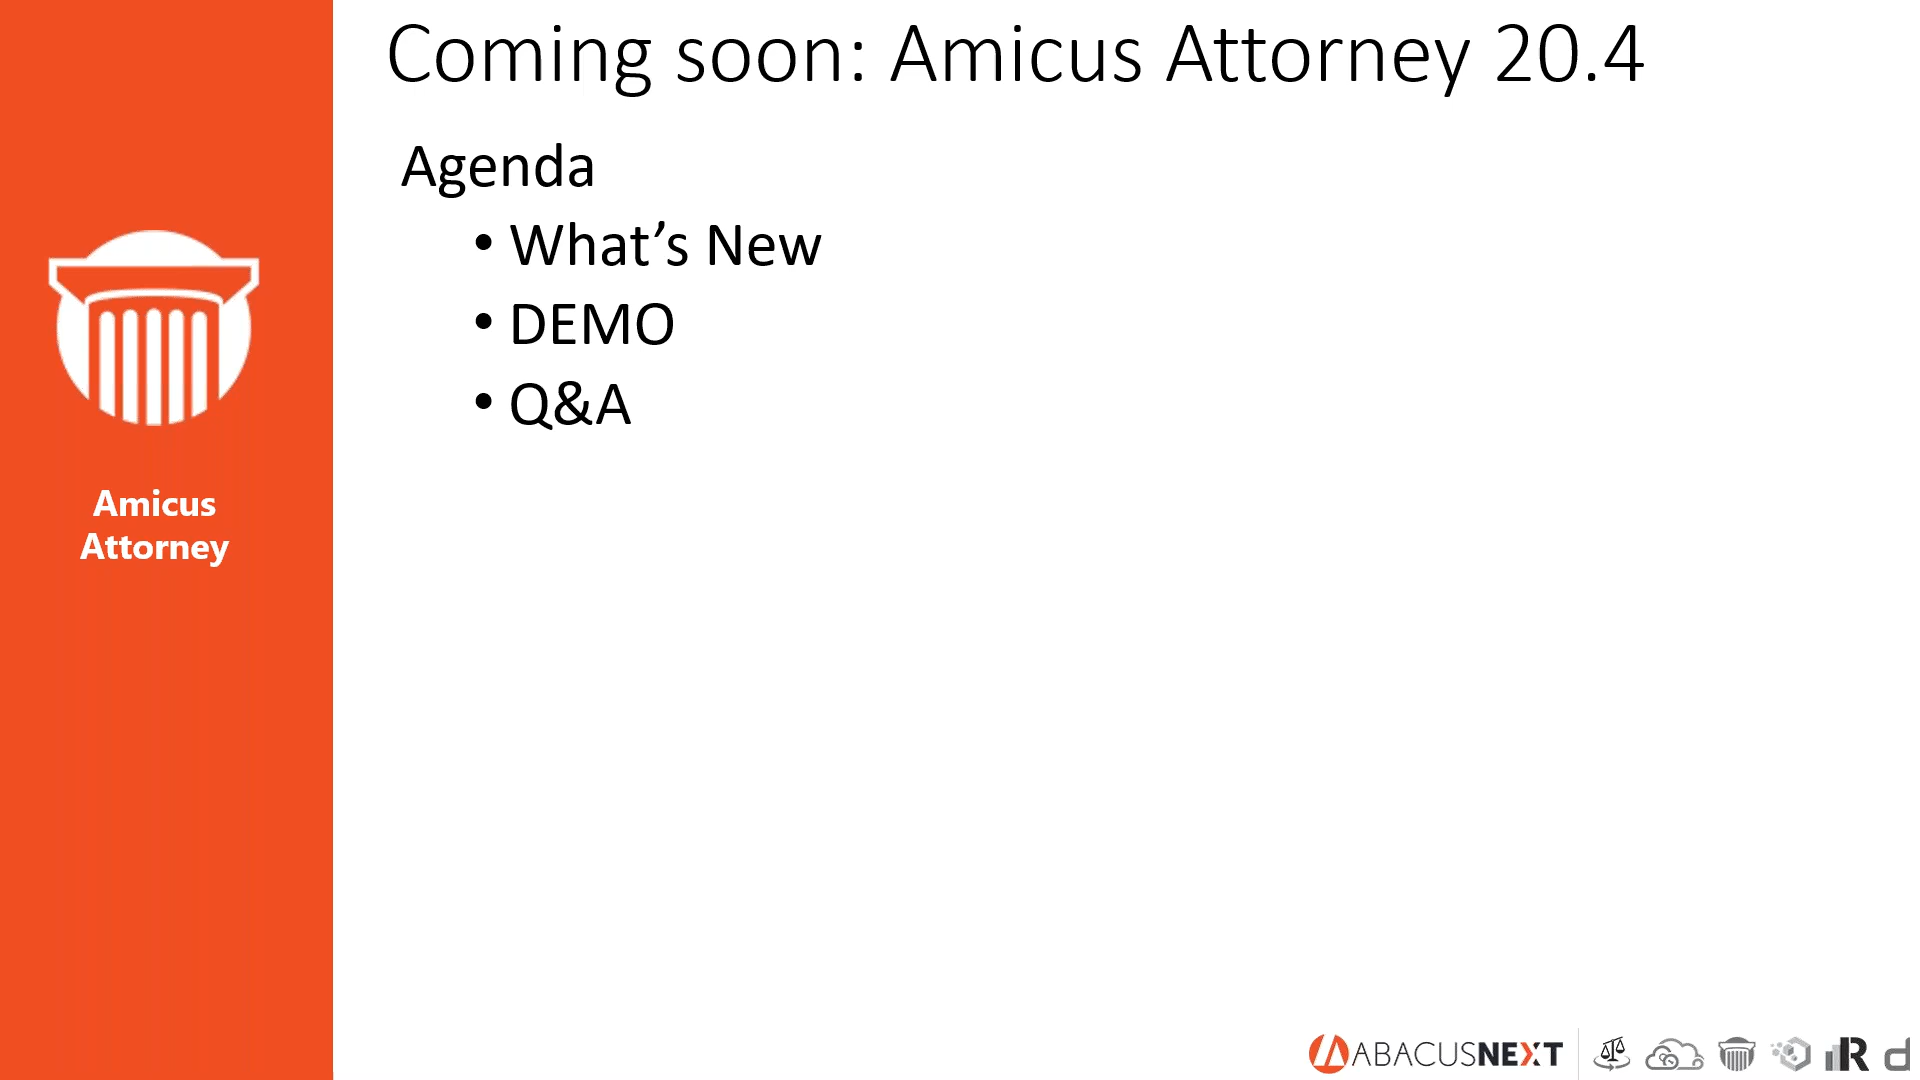 Coming soon: Amicus Attorney 20.4
Agenda
• What’s New
• DEMO
• Q&A
Amicus
Attorney
ABACUSNEXT
R
d